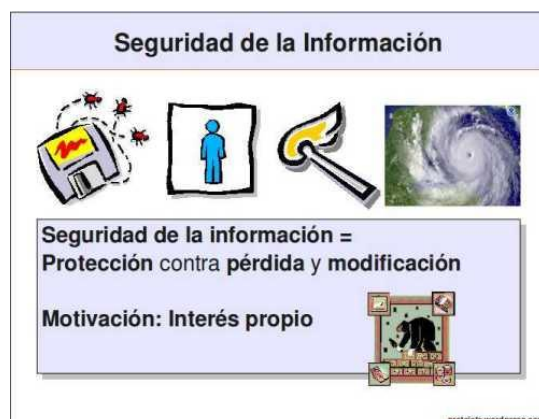 Seguridad de la Información
Seguridad de la información =
Protección contra pérdida y modificación
Motivación: Interés propio